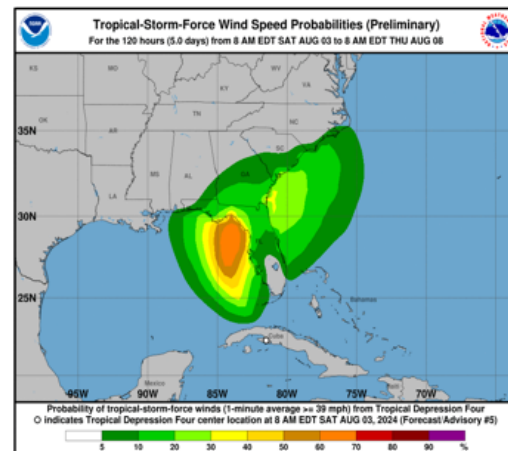 Tropical-Storm-Force Wind Speed Probabilities (Preliminary)
For the 120 hours (5.0 days) from 8 AM EDT SAT AUG 03 to 8 AM EDT THU AUG 08
KS
MO
KY
WV
VA
OK
AR
TN
NC
35N
MS
AL
GA
SC
LA
30N
25N
Bahamas
Cuba
Mexico
Haiti
95W
90W
85W
80W
75W
70W
Probability of tropical-storm-force winds (1-minute average >= 39 mph) from Tropical Depression Four
indicates Tropical Depression Four center location at 8 AM EDT SAT AUG 03, 2024 (Forecast/Advisory #5)
5 10 20 30 40 50 60 70 80 90 %